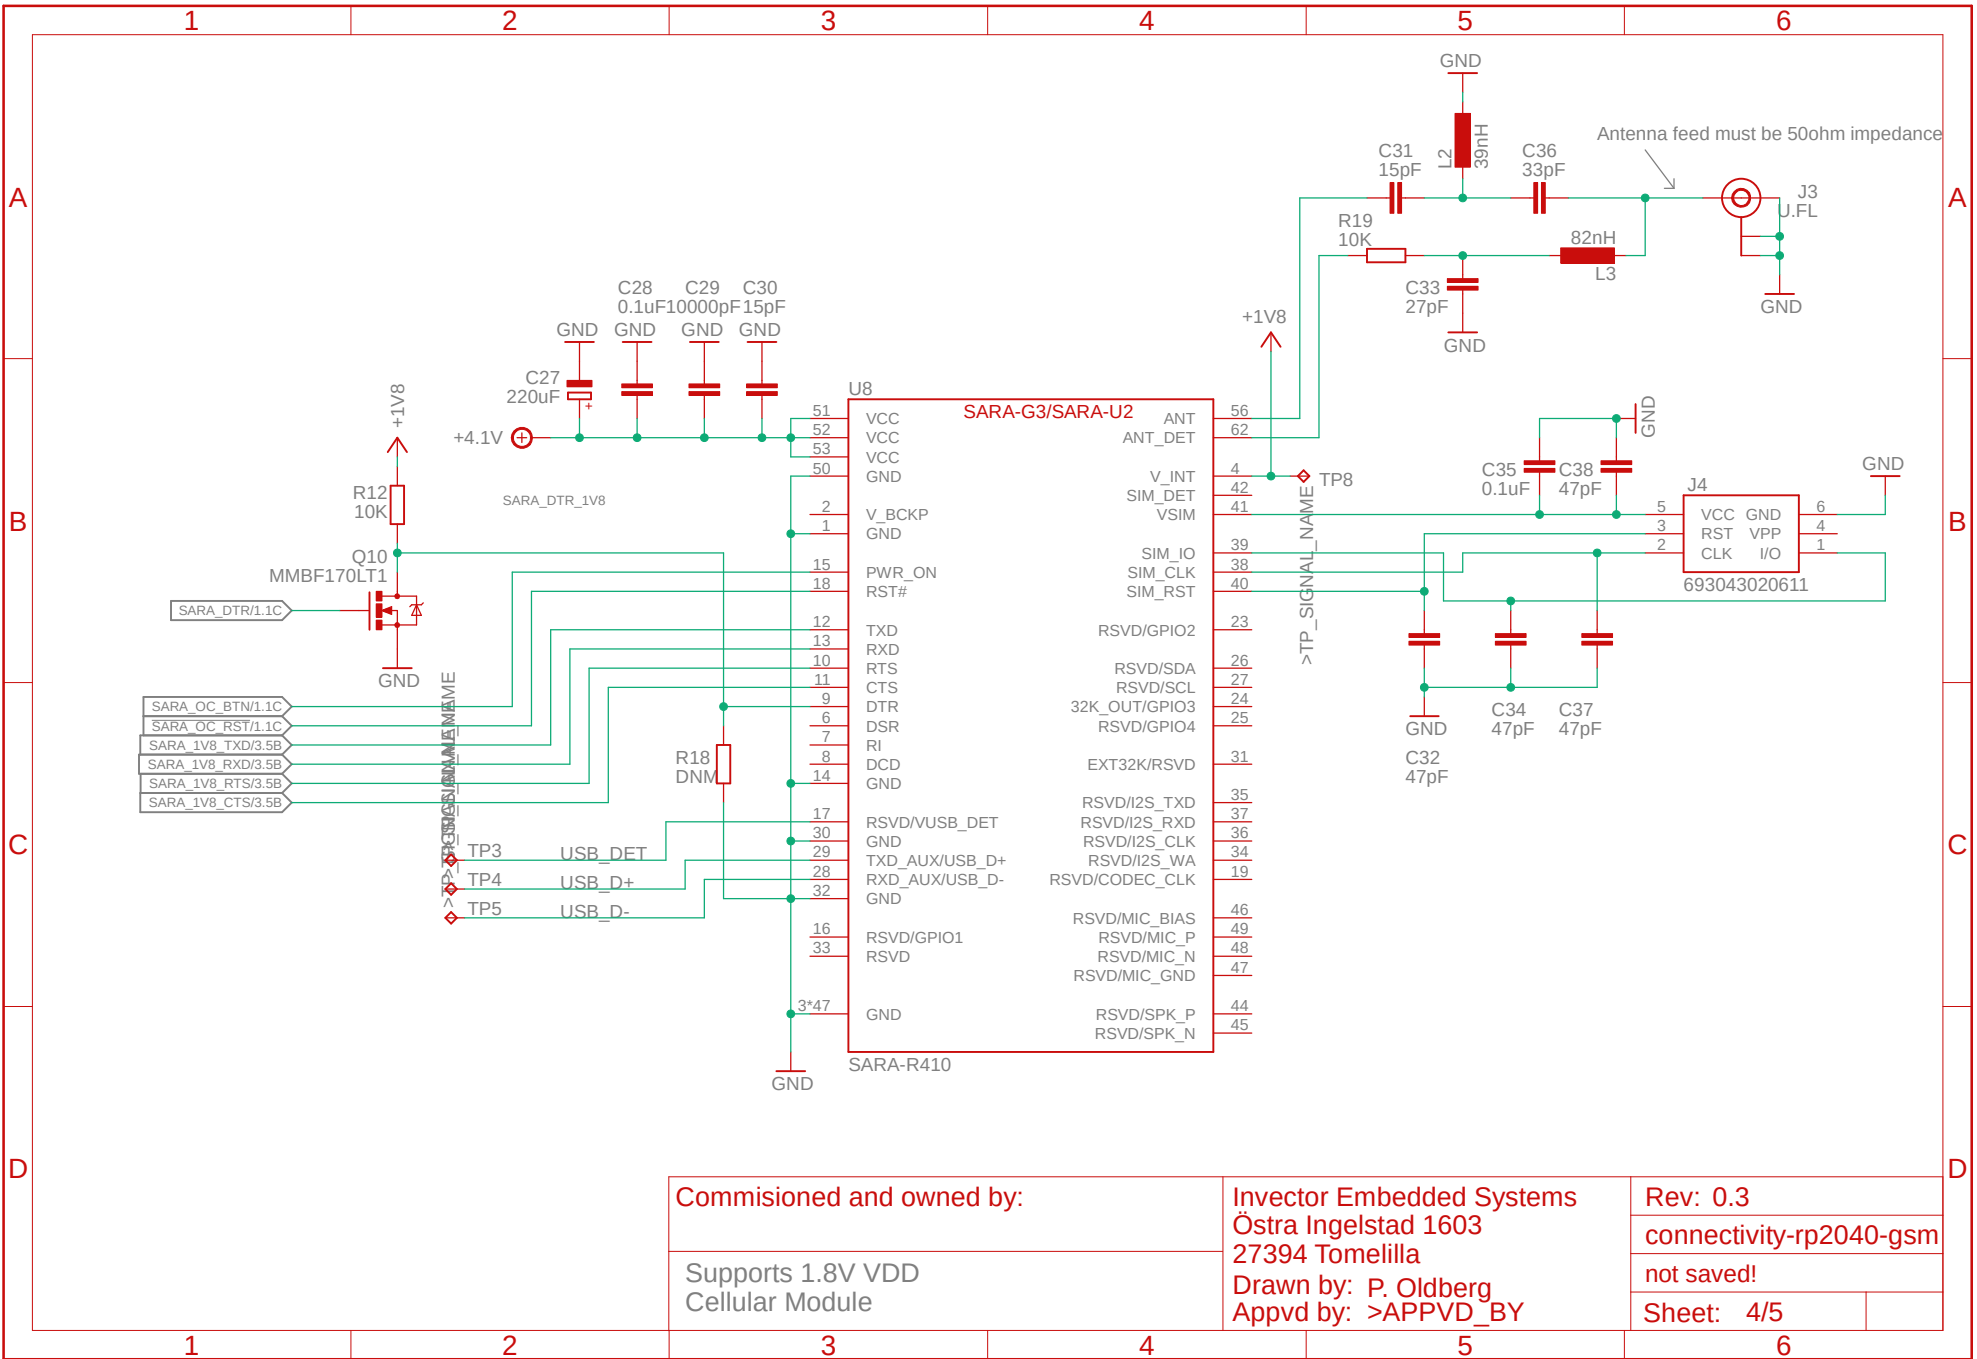 1 2 3 4 5 6
A
B
C
D
A
B
C
D
GND
L2
39nH
C31
15pF
C36
33pF
Antenna feed must be 50ohm impedance
J3
U.FL
GND
R19
10K
82nH
L3
C33
27pF
GND
+1V8
C28
0.1uF
C29
10000pF
C30
15pF
GND GND GND GND
C27
220uF
+
+4.1V
+1V8
R12
10K
SARA_DTR_1V8
Q10
MMBF170LT1
SARA_DTR/1.1C
GND
SARA_OC_BTN/1.1C
SARA_OC_RST/1.1C
SARA_1V8_TXD/3.5B
SARA_1V8_RXD/3.5B
SARA_1V8_RTS/3.5B
SARA_1V8_CTS/3.5B
R18
DNM
TP3 USB_DET
TP4 USB_D+
TP5 USB_D-
U8
SARA-G3/SARA-U2
51 VCC
52 VCC
53 VCC
50 GND
2 V_BCKP
1 GND
15 PWR_ON
18 RST#
12 TXD
13 RXD
10 RTS
11 CTS
9 DTR
6 DSR
7 RI
8 DCD
14 GND
17 RSVD/VUSB_DET
30 GND
29 TXD_AUX/USB_D+
28 RXD_AUX/USB_D-
32 GND
16 RSVD/GPIO1
33 RSVD
3*47 GND
GND
ANT 56
ANT_DET 62
V_INT 4
SIM_DET 42
VSIM 41
SIM_IO 39
SIM_CLK 38
SIM_RST 40
RSVD/GPIO2 23
RSVD/SDA 26
RSVD/SCL 27
32K_OUT/GPIO3 24
RSVD/GPIO4 25
EXT32K/RSVD 31
RSVD/I2S_TXD 35
RSVD/I2S_RXD 37
RSVD/I2S_CLK 36
RSVD/I2S_WA 34
RSVD/CODEC_CLK 19
RSVD/MIC_BIAS 46
RSVD/MIC_P 49
RSVD/MIC_N 48
RSVD/MIC_GND 47
RSVD/SPK_P 44
RSVD/SPK_N 45
SARA-R410
TP8
>TP_SIGNAL_NAME
GND
C35
0.1uF
C38
47pF
GND
J4
5 VCC GND 6
3 RST VPP 4
2 CLK I/O 1
693043020611
GND
C32
47pF
C34
47pF
C37
47pF
Commisioned and owned by:
Supports 1.8V VDD
Cellular Module
Invector Embedded Systems
Östra Ingelstad 1603
27394 Tomelilla
Drawn by: P. Oldberg
Appvd by: >APPVD_BY
Rev: 0.3
connectivity-rp2040-gsm
not saved!
Sheet: 4/5
1 2 3 4 5 6